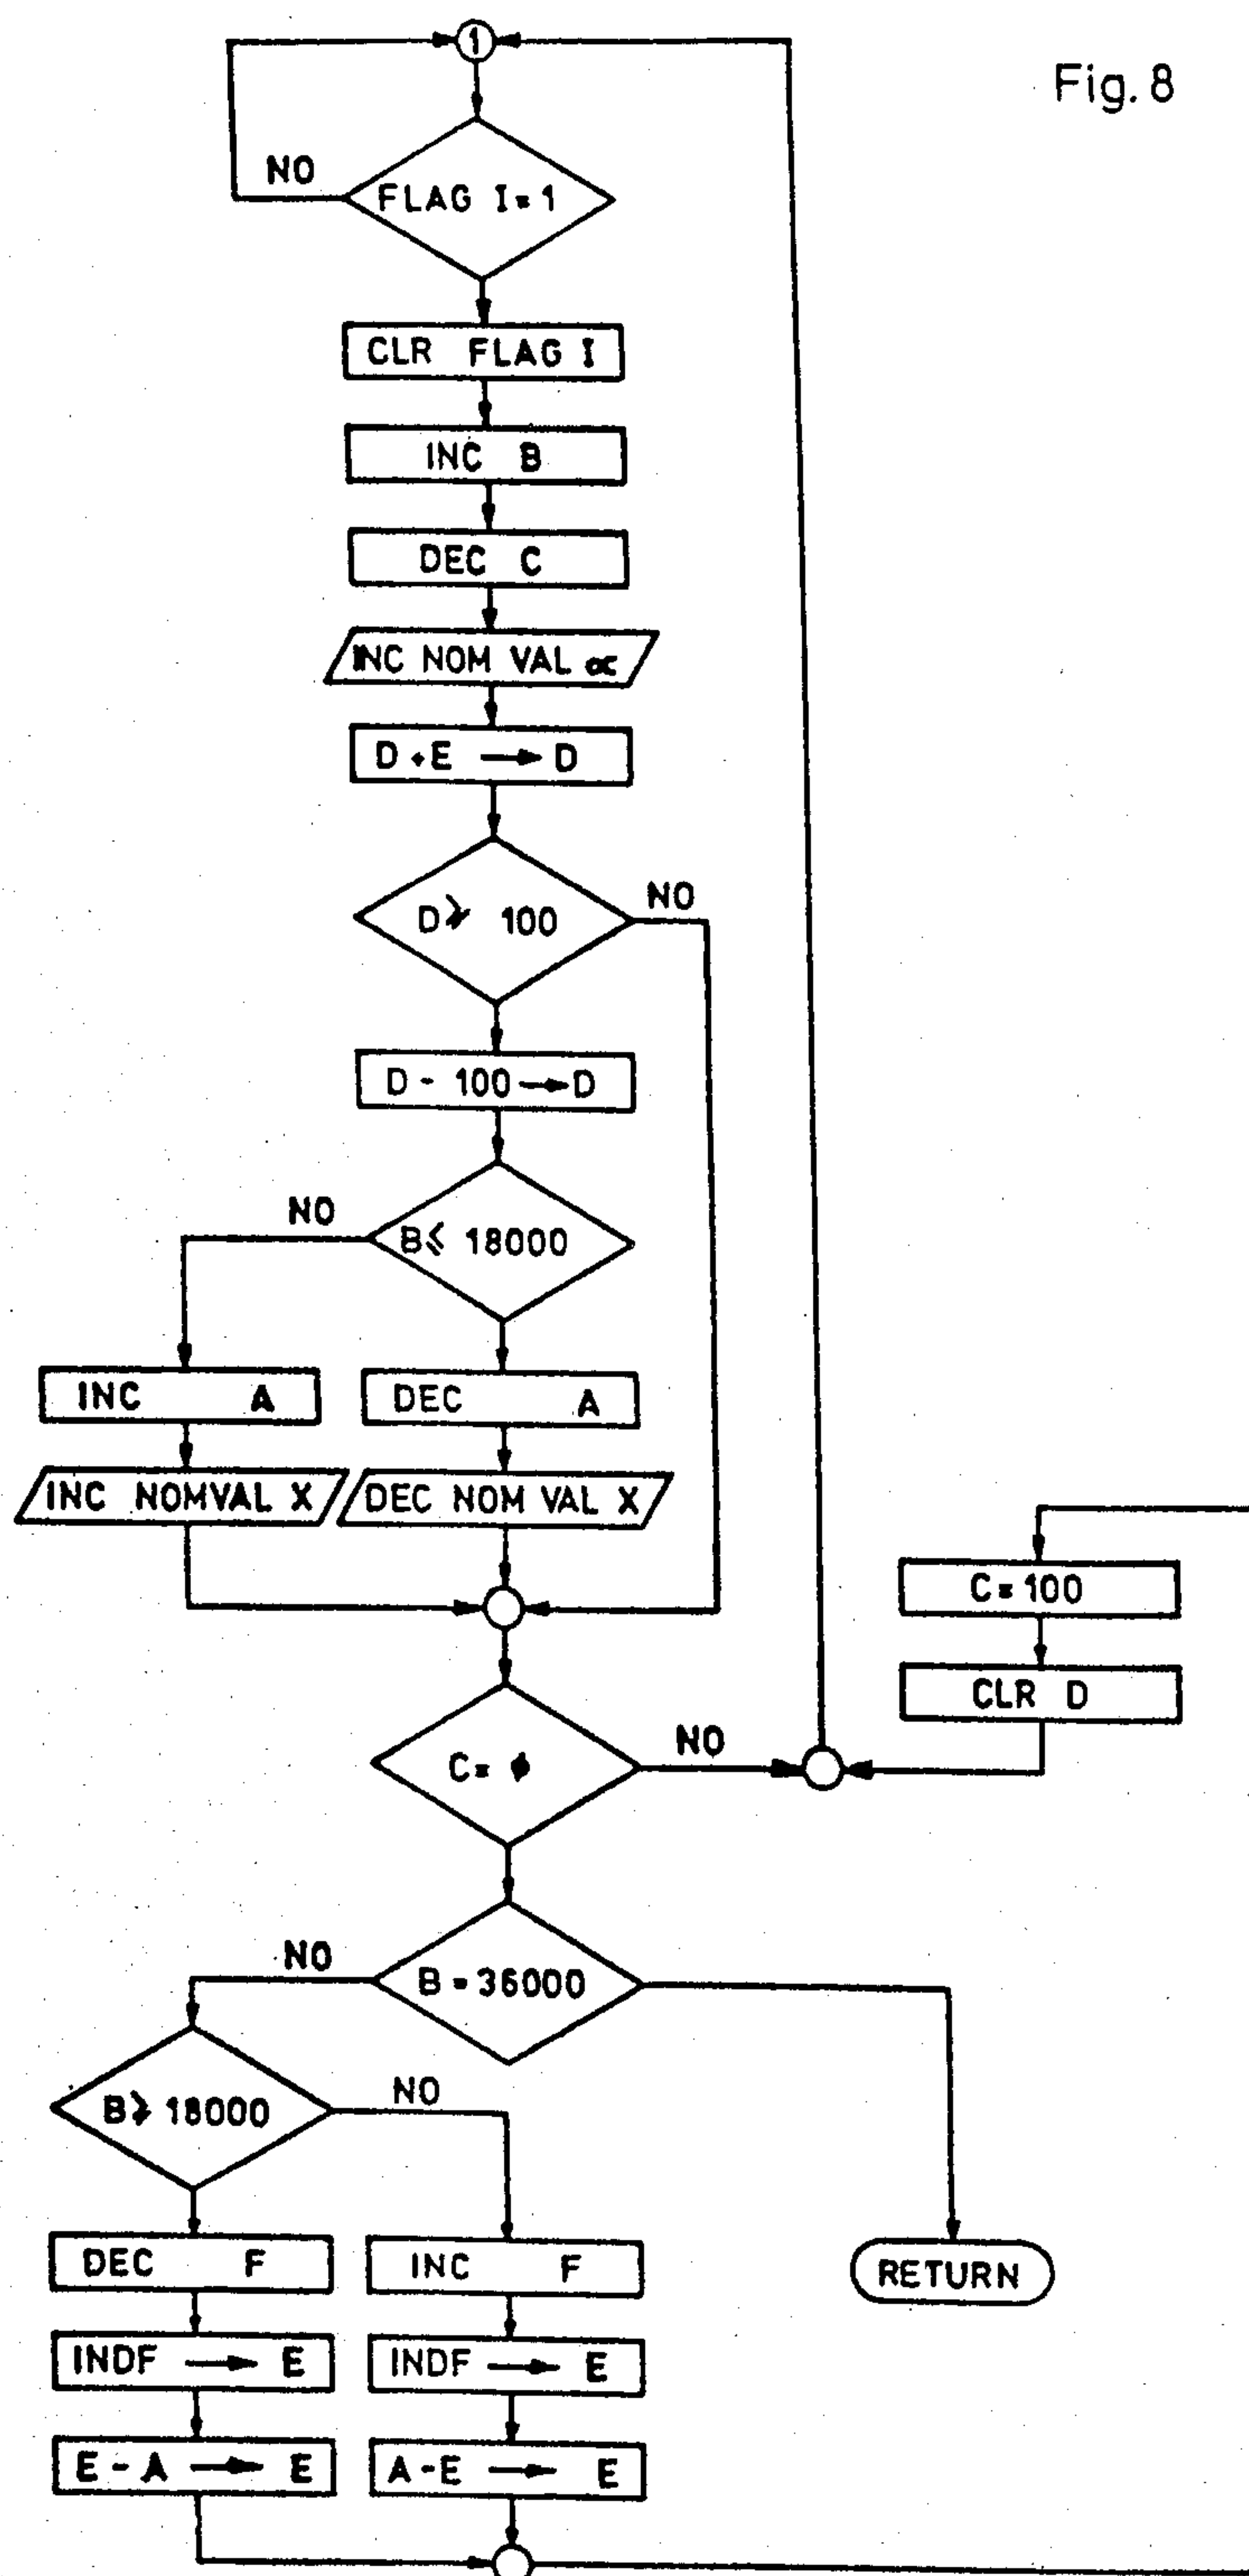 1
Fig. 8
NO
FLAG I = 1
CLR FLAG I
INC B
DEC C
INC NOM VAL ∝
D + E → D
D ⩾ 100
NO
D - 100 → D
NO
B ⩽ 18000
INC A
DEC A
INC NOMVAL X
DEC NOM VAL X
C = 100
CLR D
C = ϕ
NO
NO
B = 36000
B ⩾ 18000
NO
DEC F
INC F
RETURN
INDF → E
INDF → E
E - A → E
A - E → E